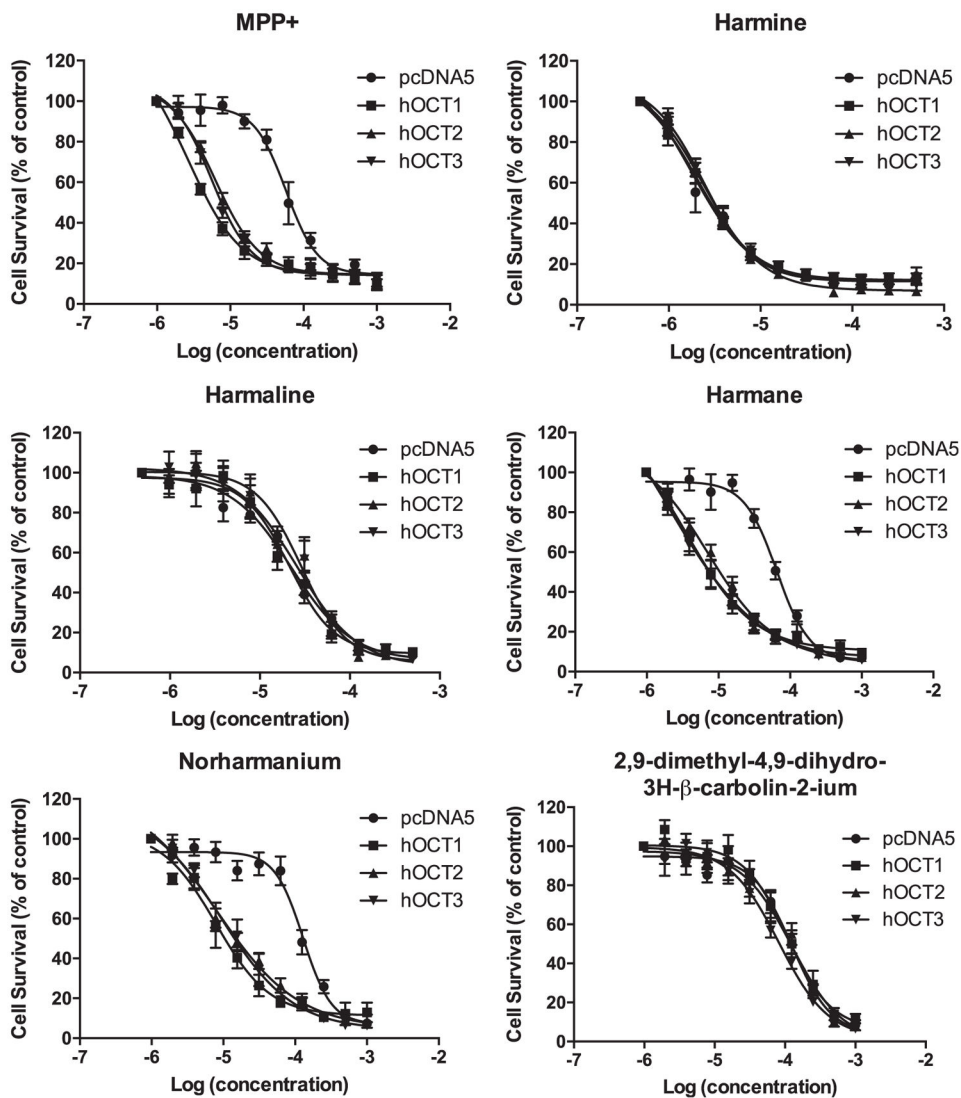 MPP+
Cell Survival (% of control)
120
100
80
60
40
20
0
-7
-6
-5
-4
-3
-2
Log (concentration)
pcDNA5
hOCT1
hOCT2
hOCT3
Harmine
Cell Survival (% of control)
120
100
80
60
40
20
0
-7
-6
-5
-4
-3
Log (concentration)
pcDNA5
hOCT1
hOCT2
hOCT3
Harmaline
Cell Survival (% of control)
120
100
80
60
40
20
0
-7
-6
-5
-4
-3
Log (concentration)
pcDNA5
hOCT1
hOCT2
hOCT3
Harmane
Cell Survival (% of control)
120
100
80
60
40
20
0
-7
-6
-5
-4
-3
-2
Log (concentration)
pcDNA5
hOCT1
hOCT2
hOCT3
Norharmanium
Cell Survival (% of control)
120
100
80
60
40
20
0
-7
-6
-5
-4
-3
-2
Log (concentration)
pcDNA5
hOCT1
hOCT2
hOCT3
2,9-dimethyl-4,9-dihydro-
3H-β-carbolin-2-ium
Cell Survival (% of control)
120
100
80
60
40
20
0
-7
-6
-5
-4
-3
-2
Log (concentration)
pcDNA5
hOCT1
hOCT2
hOCT3